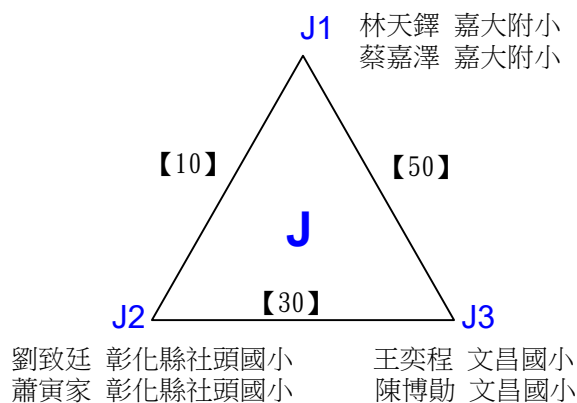 J1 林天鐸 嘉大附小
蔡嘉澤 嘉大附小
【10】 【50】
J
【30】
J2 J3
劉致廷 彰化縣社頭國小 王奕程 文昌國小
蕭寅家 彰化縣社頭國小 陳博勛 文昌國小